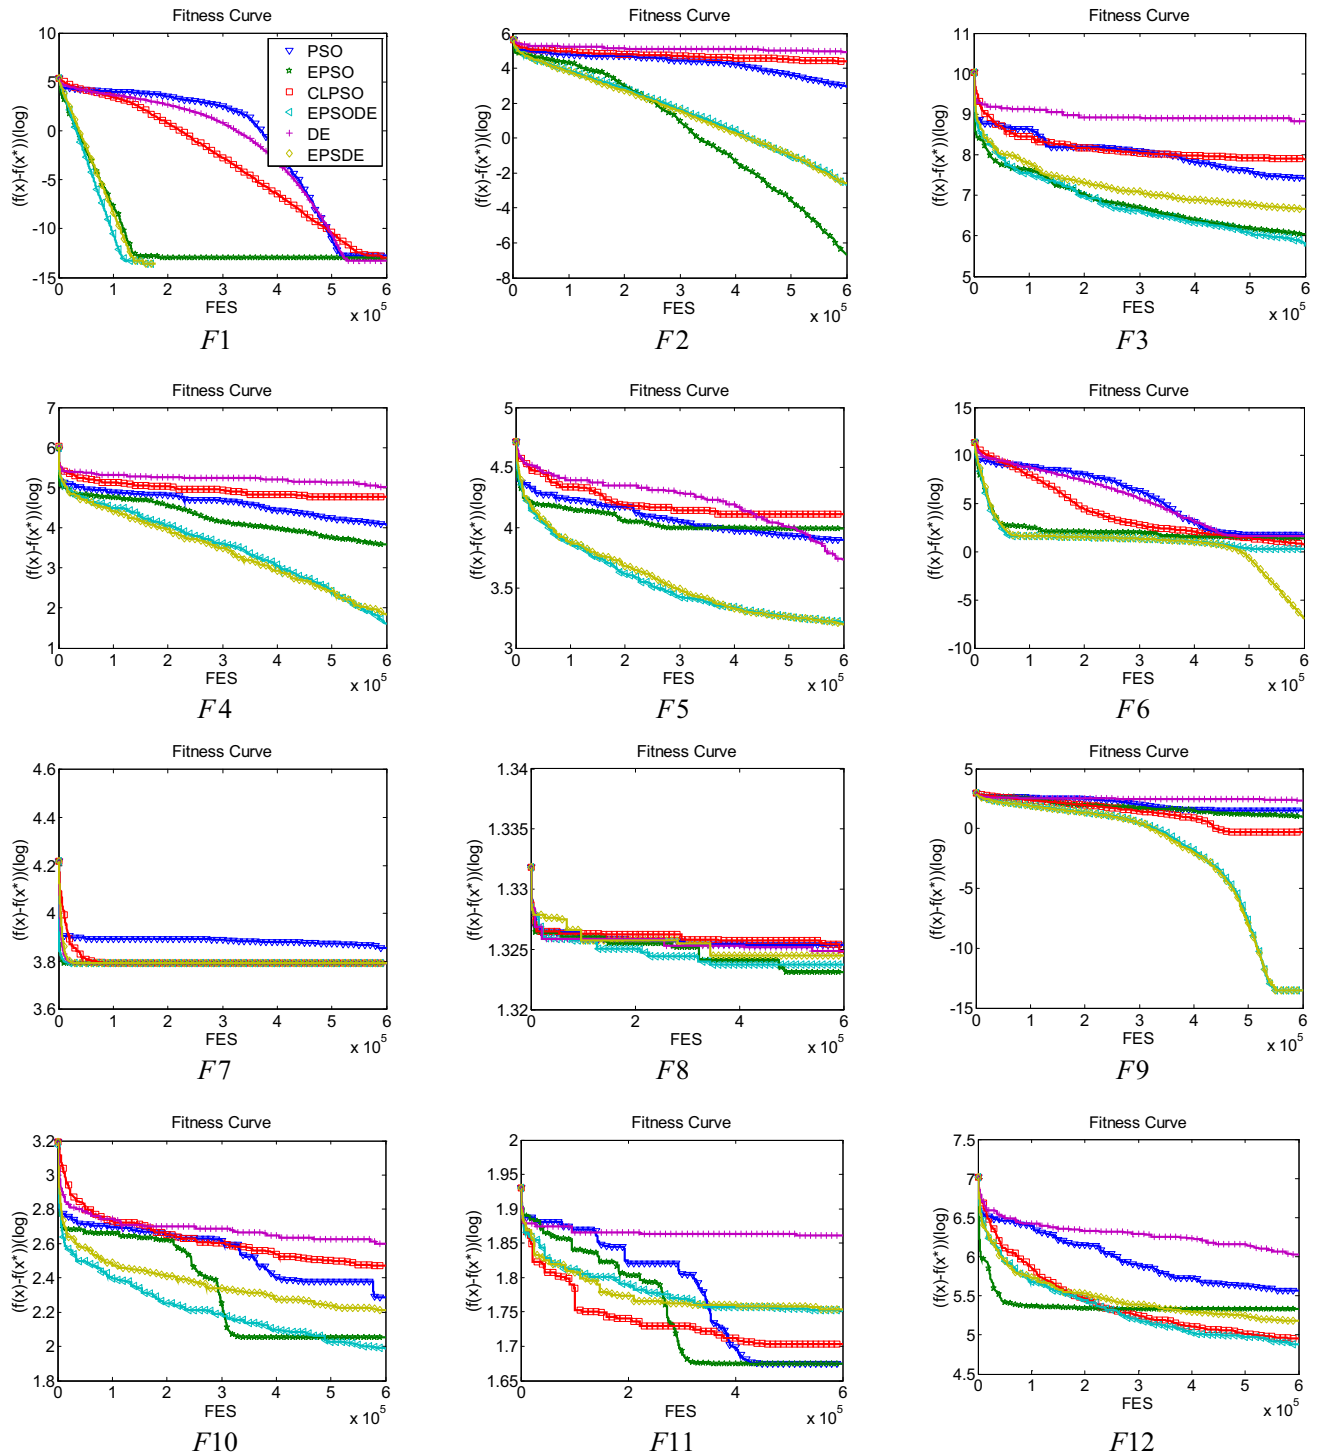 Fitness Curve
(f(x)-f(x*))(log)
10
5
0
-5
-10
-15
0
1
2
3
4
5
6
FES
x 10^5
PSO
EPSO
CLPSO
EPSODE
DE
EPSDE
F1
Fitness Curve
(f(x)-f(x*))(log)
6
4
2
0
-2
-4
-6
-8
0
1
2
3
4
5
6
FES
x 10^5
F2
Fitness Curve
(f(x)-f(x*))(log)
11
10
9
8
7
6
5
0
1
2
3
4
5
6
FES
x 10^5
F3
Fitness Curve
(f(x)-f(x*))(log)
7
6
5
4
3
2
1
0
1
2
3
4
5
6
FES
x 10^5
F4
Fitness Curve
(f(x)-f(x*))(log)
5
4.5
4
3.5
3
0
1
2
3
4
5
6
FES
x 10^5
F5
Fitness Curve
(f(x)-f(x*))(log)
15
10
5
0
-5
-10
0
1
2
3
4
5
6
FES
x 10^5
F6
Fitness Curve
(f(x)-f(x*))(log)
4.6
4.4
4.2
4
3.8
3.6
0
1
2
3
4
5
6
FES
x 10^5
F7
Fitness Curve
(f(x)-f(x*))(log)
1.34
1.335
1.33
1.325
1.32
0
2
4
6
FES
x 10^5
F8
Fitness Curve
(f(x)-f(x*))(log)
5
0
-5
-10
-15
0
1
2
3
4
5
6
FES
x 10^5
F9
Fitness Curve
(f(x)-f(x*))(log)
3.2
3
2.8
2.6
2.4
2.2
2
1.8
0
1
2
3
4
5
6
FES
x 10^5
F10
Fitness Curve
(f(x)-f(x*))(log)
2
1.95
1.9
1.85
1.8
1.75
1.7
1.65
0
1
2
3
4
5
6
FES
x 10^5
F11
Fitness Curve
(f(x)-f(x*))(log)
7.5
7
6.5
6
5.5
5
4.5
0
1
2
3
4
5
6
FES
x 10^5
F12